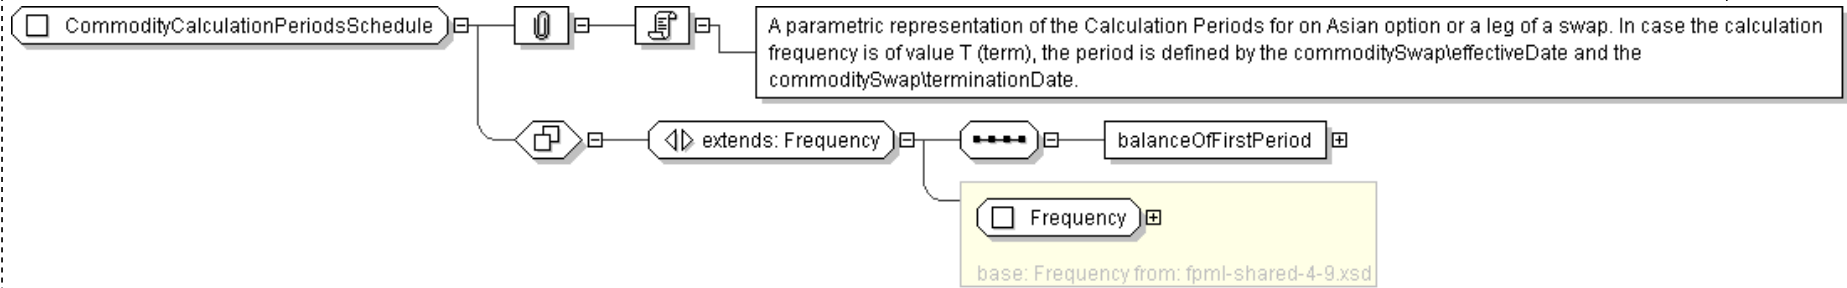 CommodityCalculationPeriodsSchedule
A parametric representation of the Calculation Periods for on Asian option or a leg of a swap. In case the calculation
frequency is of value T (term), the period is defined by the commoditySwap\effectiveDate and the
commoditySwap\terminationDate.
extends: Frequency
balanceOfFirstPeriod
Frequency
base: Frequency from: fpml-shared-4-9.xsd